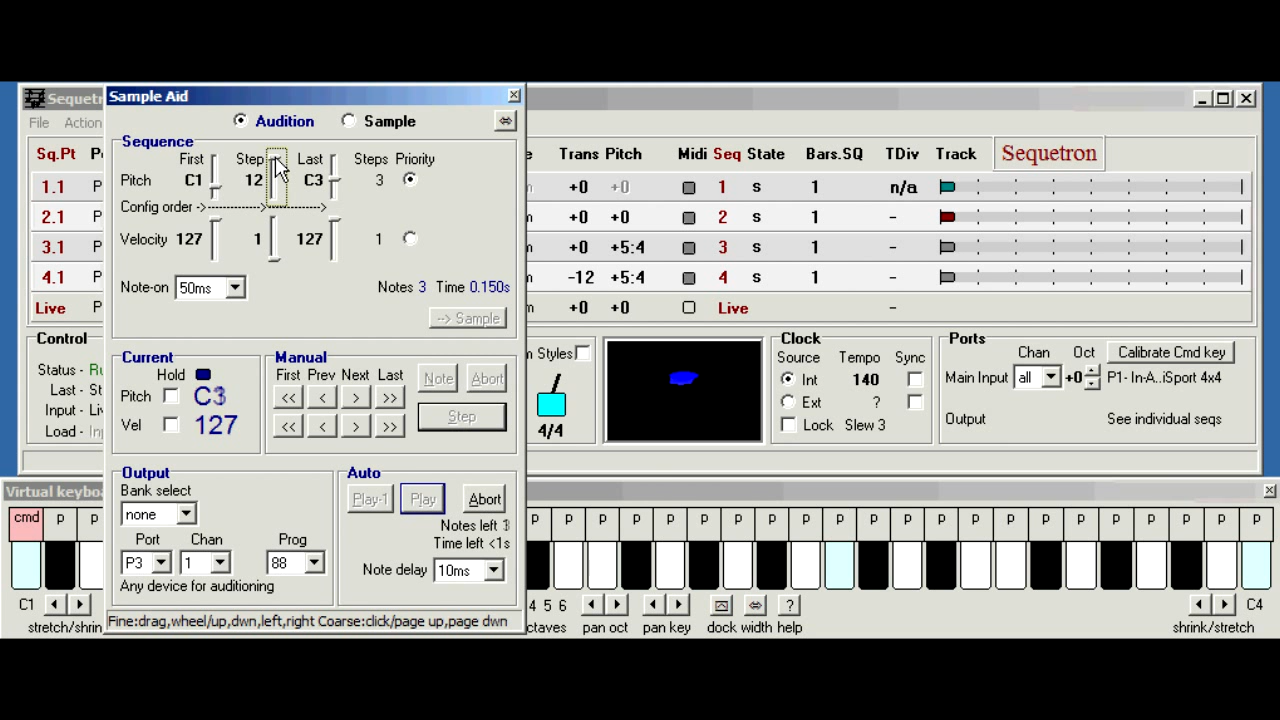 Sequetr
File Action
Sample Aid
Audition Sample
Sequence
First Step Last Steps Priority
Pitch C1 12 C3 3
Config order -> ------------> ------------>
Velocity 127 1 127 1
Note-on 50ms Notes 3 Time 0.150s
--> Sample
Current
Hold
Pitch C3
Vel 127
Manual
First Prev Next Last
<< < > >> Note Abort
<< < > >> Step
Output
Bank select
none
Port Chan Prog
P3 1 88
Any device for auditioning
Auto
Play-1 Play Abort
Notes left 3
Time left <1s
Note delay 10ms
Fine:drag,wheel/up,dwn,left,right Coarse:click/page up,page dwn
Sq.Pt Trans Pitch Midi Seq State Bars.SQ TDiv Track Sequetron
1.1 P +0 +0 1 s 1 n/a
2.1 P +0 +0 2 s 1 -
3.1 P +0 +5:4 3 s 1 -
4.1 P -12 +5:4 4 s 1 -
Live P +0 +0 Live -
Control
Status - R
Last - St
Input - Li
Load - In
Styles
4/4
Clock
Source Tempo Sync
Int 140
Ext ?
Lock Slew 3
Ports
Chan Oct Calibrate Cmd key
Main Input all +0 P1- In-A..iSport 4x4
Output See individual seqs
Virtual keyboa
cmd p p p p p p p p p p p p p p p p p p p p p p p p
C1 4 5 6 ? C4
stretch/shrin ctaves pan oct pan key dock width help shrink/stretch